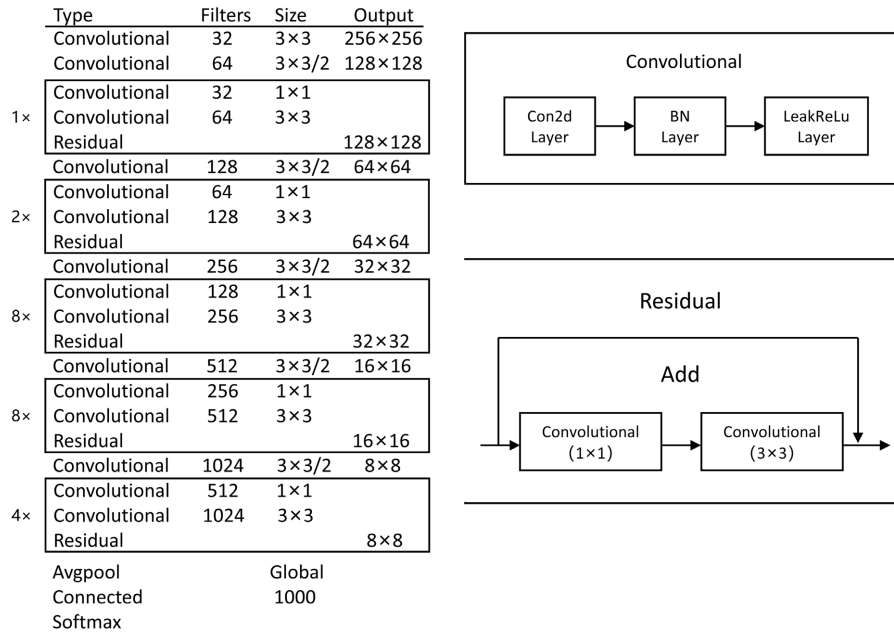 Type Filters Size Output
Convolutional 32 3×3 256×256
Convolutional 64 3×3/2 128×128
Convolutional 32 1×1
1× Convolutional 64 3×3
Residual 128×128
Convolutional 128 3×3/2 64×64
Convolutional 64 1×1
2× Convolutional 128 3×3
Residual 64×64
Convolutional 256 3×3/2 32×32
Convolutional 128 1×1
8× Convolutional 256 3×3
Residual 32×32
Convolutional 512 3×3/2 16×16
Convolutional 256 1×1
8× Convolutional 512 3×3
Residual 16×16
Convolutional 1024 3×3/2 8×8
Convolutional 512 1×1
4× Convolutional 1024 3×3
Residual 8×8
Avgpool Global
Connected 1000
Softmax
Convolutional
Con2d
Layer
BN
Layer
LeakReLu
Layer
Residual
Add
Convolutional
(1×1)
Convolutional
(3×3)